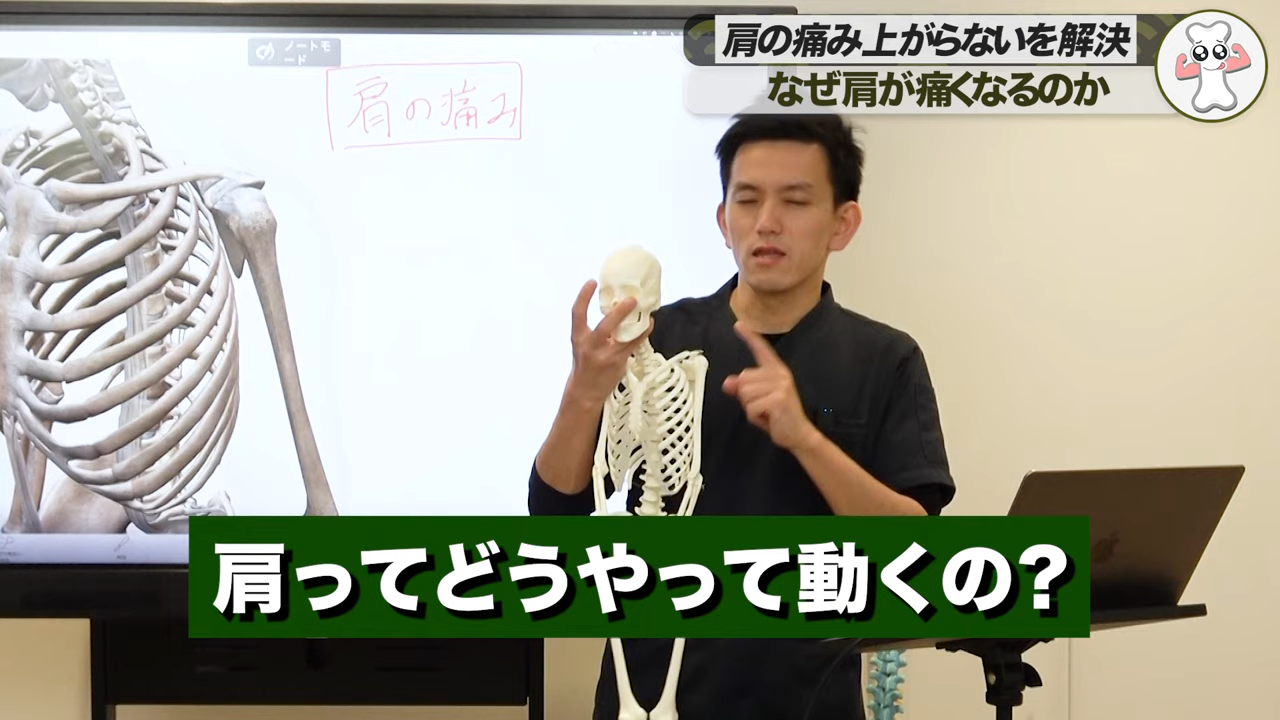 肩の痛み上がらないを解決
なぜ肩が痛くなるのか
ノートモ
ード
肩の痛み
肩ってどうやって動くの?